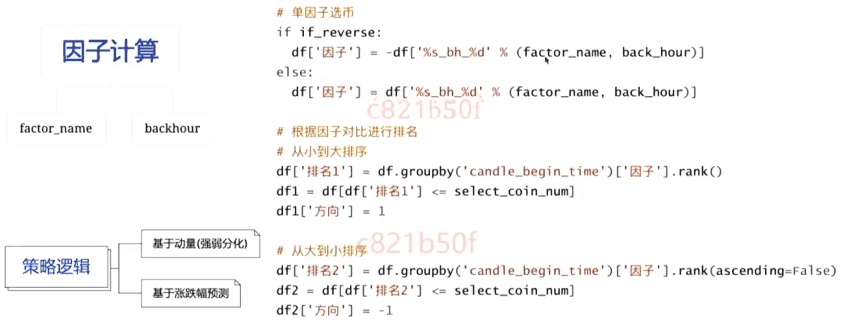 因子计算
factor_name
backhour
策略逻辑
基于动量(强弱分化)
基于涨跌幅预测
# 单因子选币
if if_reverse:
df['因子'] = -df['%s_bh_%d' % (factor_name, back_hour)]
else:
df['因子'] = df['%s_bh_%d' % (factor_name, back_hour)]
c821b50f
# 根据因子对比进行排名
# 从小到大排序
df['排名1'] = df.groupby('candle_begin_time')['因子'].rank()
df1 = df[df['排名1'] <= select_coin_num]
df1['方向'] = 1
c821b50f
# 从大到小排序
df['排名2'] = df.groupby('candle_begin_time')['因子'].rank(ascending=False)
df2 = df[df['排名2'] <= select_coin_num]
df2['方向'] = -1